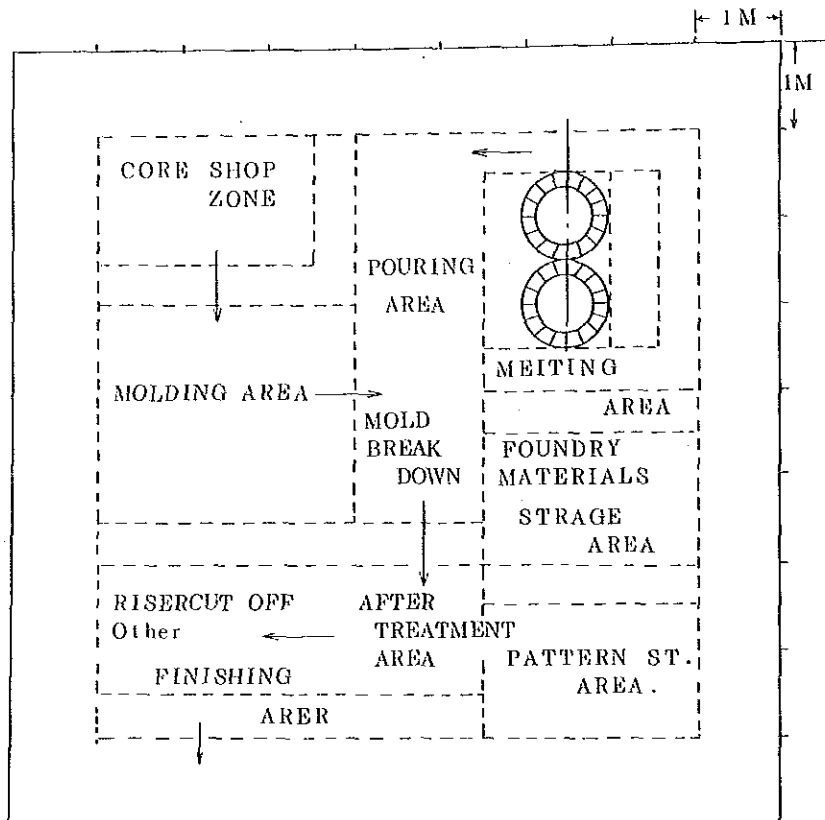 1M
1M
CORE SHOP
ZONE
POURING
AREA
MEITING
AREA
MOLDING AREA
MOLD
BREAK
DOWN
FOUNDRY
MATERIALS
STRAGE
AREA
RISERCUT OFF
Other
FINISHING
ARER
AFTER
TREATMENT
AREA
PATTERN ST.
AREA.